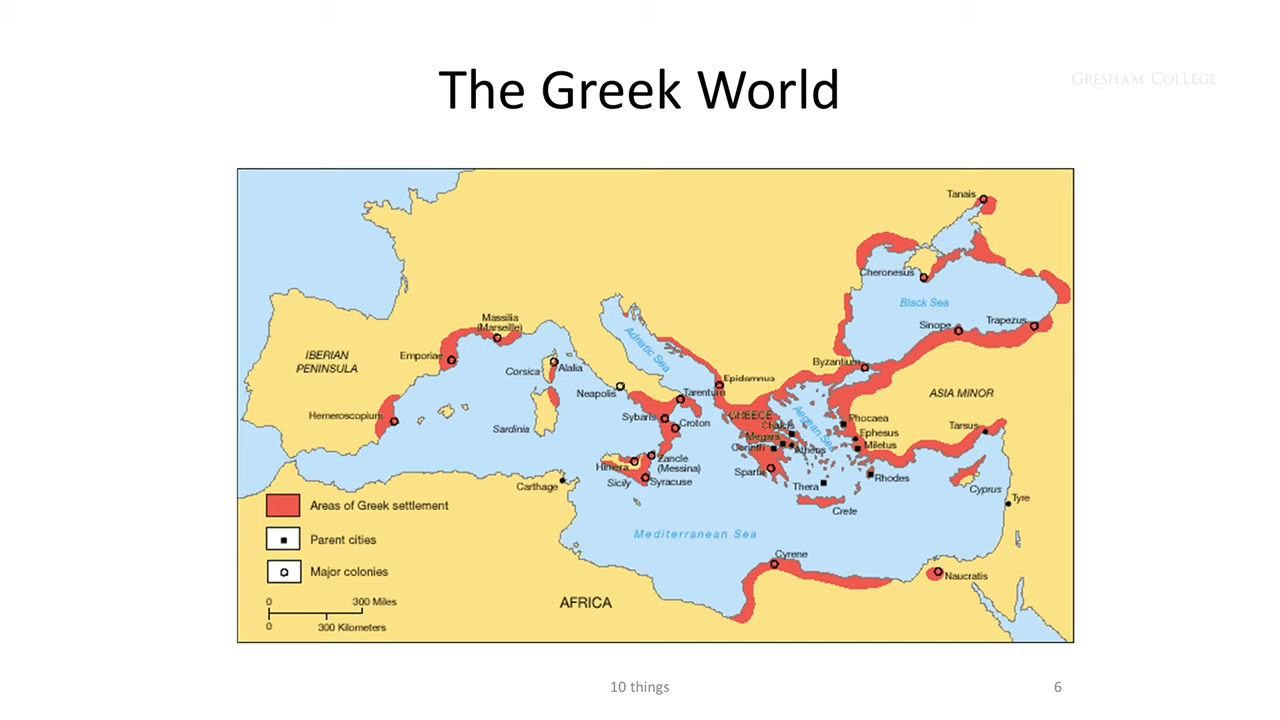 The Greek World
GRESHAM COLLEGE
Tanais
Cheronesus
Black Sea
Massilia
(Marseille)
Sinope
Trapezus
Adriatic Sea
IBERIAN
PENINSULA
Emporiae
Corsica
Alalia
Byzantium
Epidamnus
ASIA MINOR
Neapolis
Tarentum
Hemeroscopium
Sybaris
GREECE
Aegean Sea
Phocaea
Sardinia
Croton
Chalcis
Tarsus
Megara
Ephesus
Corinth
Athens
Miletus
Himera
Zancle
(Messina)
Sparta
Carthage
Sicily
Syracuse
Thera
Rhodes
Cyprus
Tyre
Areas of Greek settlement
Crete
Mediterranean Sea
Parent cities
Cyrene
Major colonies
Naucratis
0 300 Miles
AFRICA
0 300 Kilometers
10 things
6